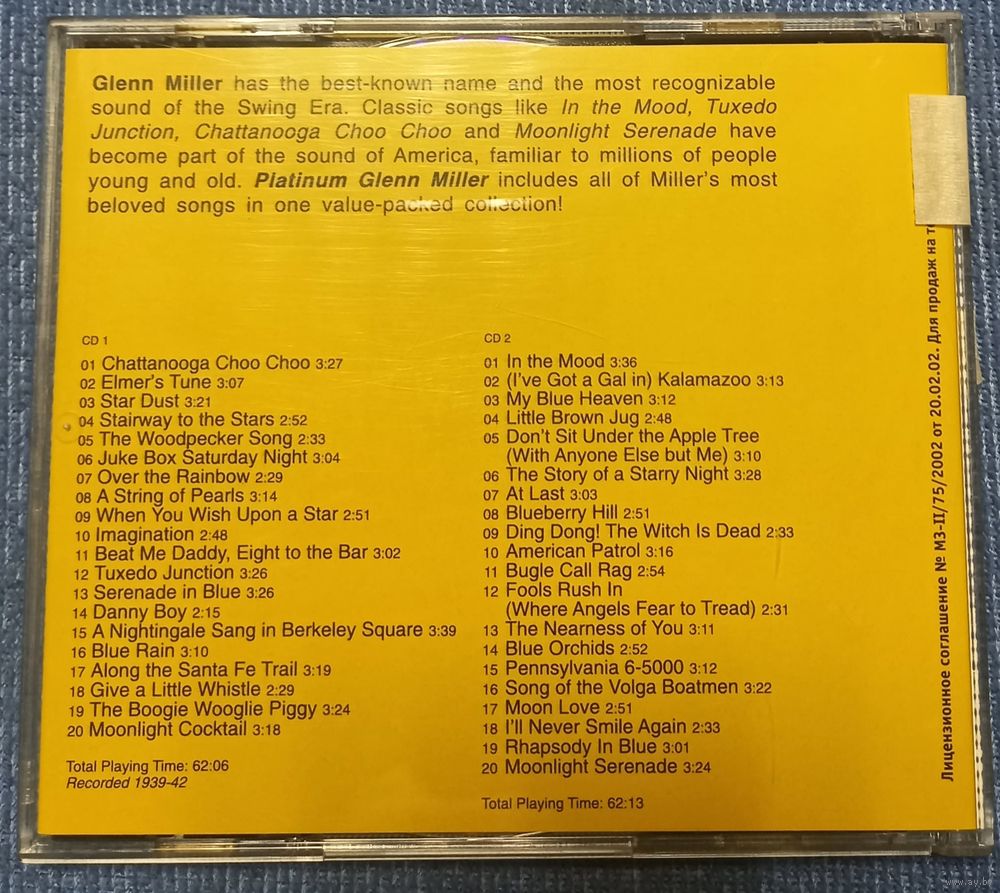 Glenn Miller has the best-known name and the most recognizable
sound of the Swing Era. Classic songs like In the Mood, Tuxedo
Junction, Chattanooga Choo Choo and Moonlight Serenade have
become part of the sound of America, familiar to millions of people
young and old. Platinum Glenn Miller includes all of Miller's most
beloved songs in one value-packed collection!
CD 1
01 Chattanooga Choo Choo 3:27
02 Elmer's Tune 3:07
03 Star Dust 3:21
04 Stairway to the Stars 2:52
05 The Woodpecker Song 2:33
06 Juke Box Saturday Night 3:04
07 Over the Rainbow 2:29
08 A String of Pearls 3:14
09 When You Wish Upon a Star 2:51
10 Imagination 2:48
11 Beat Me Daddy, Eight to the Bar 3:02
12 Tuxedo Junction 3:26
13 Serenade in Blue 3:26
14 Danny Boy 2:15
15 A Nightingale Sang in Berkeley Square 3:39
16 Blue Rain 3:10
17 Along the Santa Fe Trail 3:19
18 Give a Little Whistle 2:29
19 The Boogie Wooglie Piggy 3:24
20 Moonlight Cocktail 3:18
Total Playing Time: 62:06
Recorded 1939-42
CD 2
01 In the Mood 3:36
02 (I've Got a Gal in) Kalamazoo 3:13
03 My Blue Heaven 3:12
04 Little Brown Jug 2:48
05 Don't Sit Under the Apple Tree
(With Anyone Else but Me) 3:10
06 The Story of a Starry Night 3:28
07 At Last 3:03
08 Blueberry Hill 2:51
09 Ding Dong! The Witch Is Dead 2:33
10 American Patrol 3:16
11 Bugle Call Rag 2:54
12 Fools Rush In
(Where Angels Fear to Tread) 2:31
13 The Nearness of You 3:11
14 Blue Orchids 2:52
15 Pennsylvania 6-5000 3:12
16 Song of the Volga Boatmen 3:22
17 Moon Love 2:51
18 I'll Never Smile Again 2:33
19 Rhapsody In Blue 3:01
20 Moonlight Serenade 3:24
Total Playing Time: 62:13
Лицензионное соглашение № МЗ-II/75/2002 от 20.02.02. Для продаж на
www.ay.by